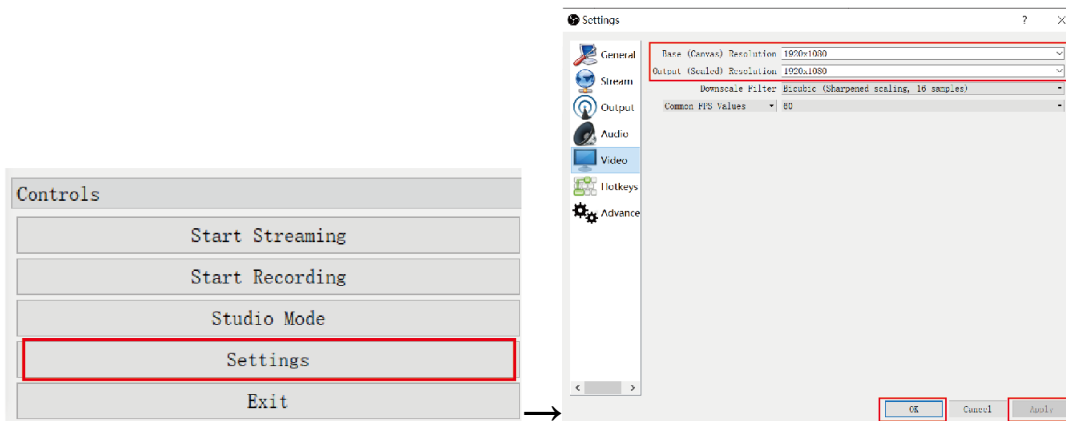 Controls
Start Streaming
Start Recording
Studio Mode
Settings
Exit
Settings
?
General
Stream
Output
Audio
Video
Hotkeys
Advance
Base (Canvas) Resolution 1920x1080
Output (Scaled) Resolution 1920x1080
Downscale Filter Bicubic (Sharpened scaling, 16 samples)
Common FPS Values 60
OK Cancel Apply